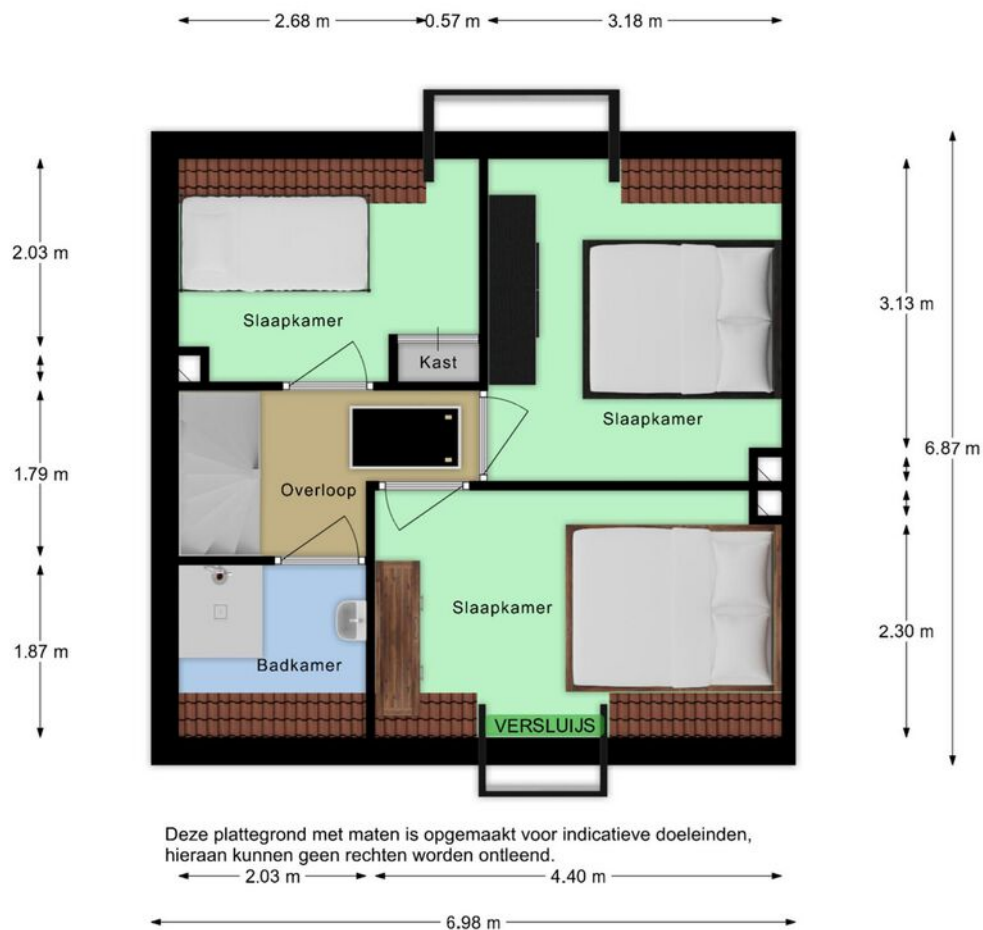 2.68 m 0.57 m 3.18 m
2.03 m
3.13 m
Slaapkamer
Kast
Slaapkamer
6.87 m
1.79 m
Overloop
Slaapkamer
2.30 m
1.87 m
Badkamer
VERSLUIJS
Deze plattegrond met maten is opgemaakt voor indicatieve doeleinden,
hieraan kunnen geen rechten worden ontleend.
2.03 m 4.40 m
6.98 m